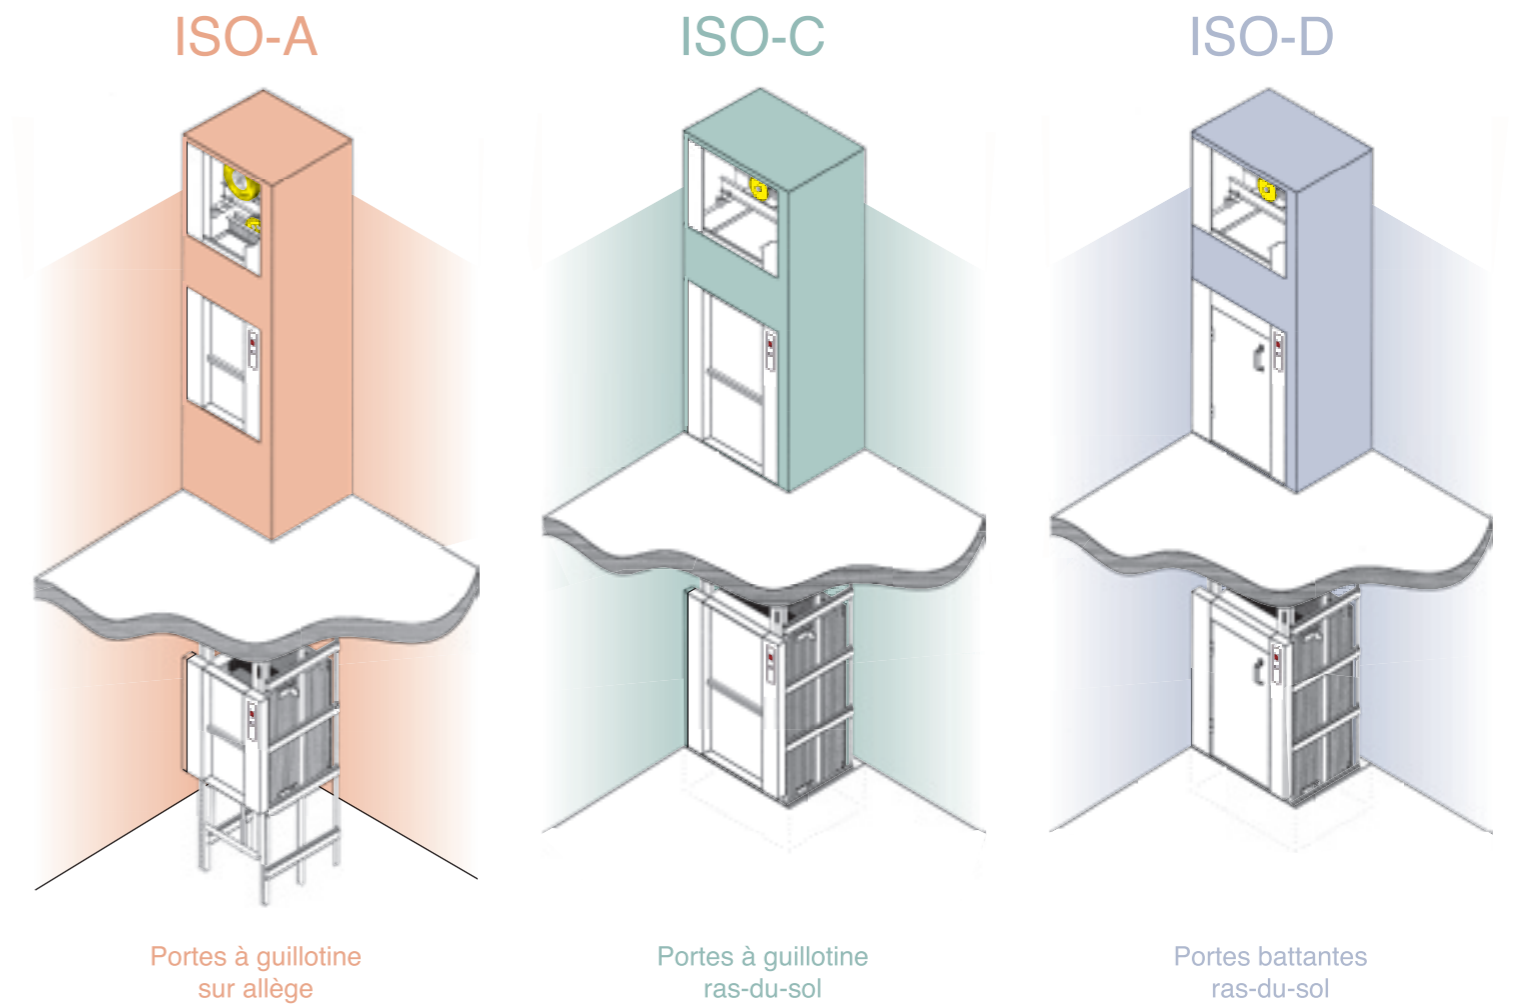 ISO-A
ISO-C
ISO-D
Portes à guillotine
sur allège
Portes à guillotine
ras-du-sol
Portes battantes
ras-du-sol